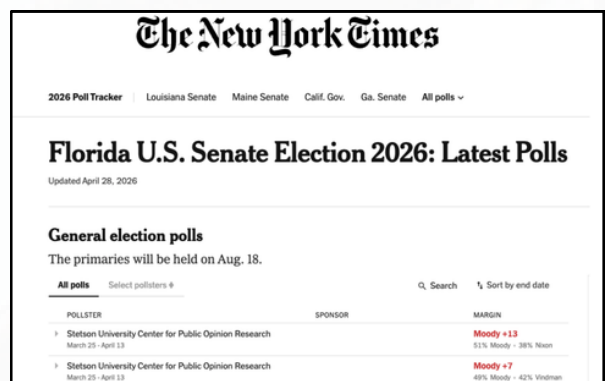 The New York Times
2026 Poll Tracker Louisiana Senate Maine Senate Calif. Gov. Ga. Senate All polls
Florida U.S. Senate Election 2026: Latest Polls
Updated April 28, 2026
General election polls
The primaries will be held on Aug. 18.
All polls Select pollsters Search Sort by end date
POLLSTER SPONSOR MARGIN
Stetson University Center for Public Opinion Research Moody +13
March 25 - April 13 51% Moody - 38% Nixon
Stetson University Center for Public Opinion Research Moody +7
March 25 - April 13 49% Moody - 42% Vindman